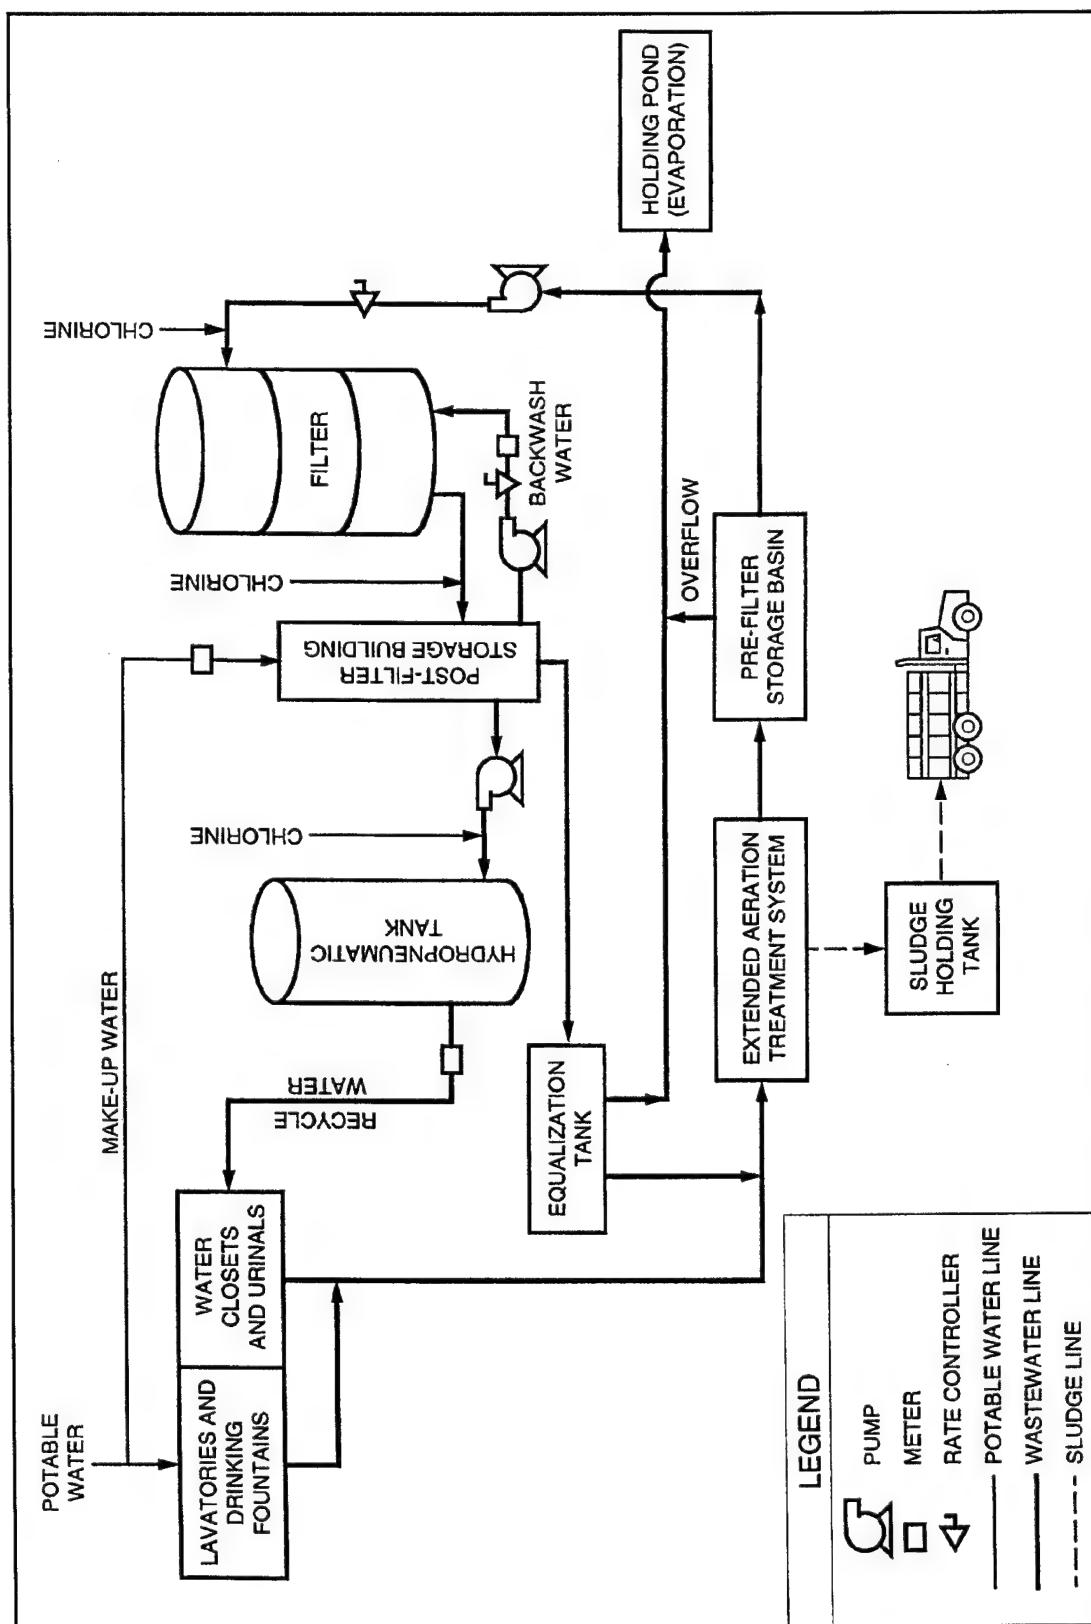 POTABLE
WATER
MAKE-UP WATER
LAVATORIES AND
DRINKING
FOUNTAINS
WATER
CLOSETS
AND URINALS
RECYCLE
WATER
HYDROPNEUMATIC
TANK
CHLORINE
POST-FILTER
STORAGE BUILDING
CHLORINE
FILTER
CHLORINE
BACKWASH
WATER
EQUALIZATION
TANK
OVERFLOW
HOLDING POND
(EVAPORATION)
EXTENDED AERATION
TREATMENT SYSTEM
PRE-FILTER
STORAGE BASIN
SLUDGE
HOLDING
TANK
LEGEND
PUMP
METER
RATE CONTROLLER
POTABLE WATER LINE
WASTEWATER LINE
SLUDGE LINE